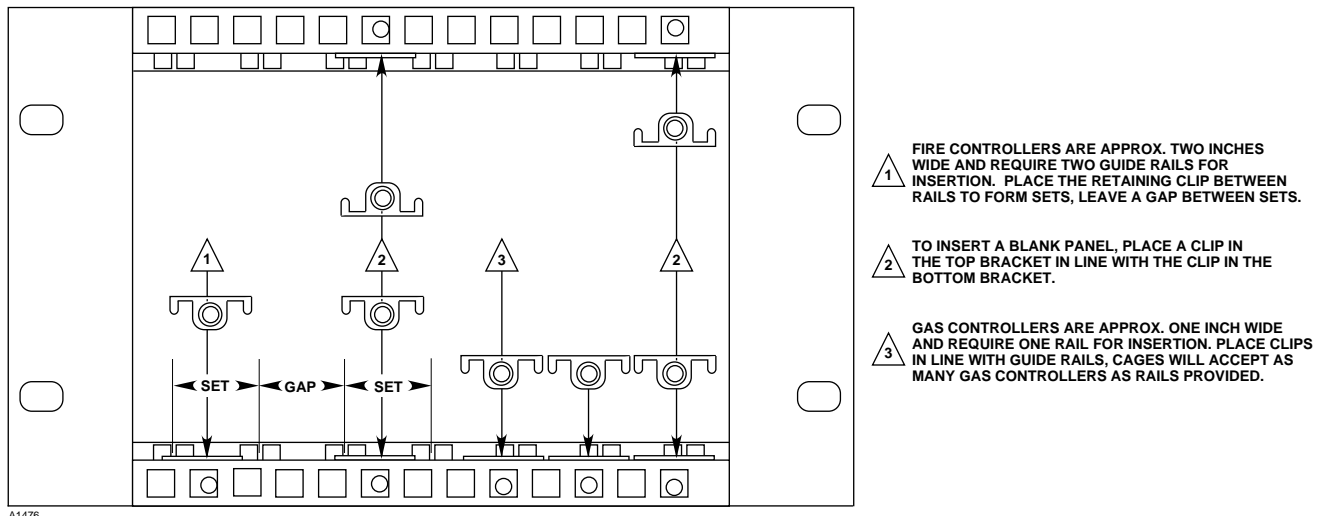 1
2
3
2
SET
GAP
SET
1
FIRE CONTROLLERS ARE APPROX. TWO INCHES
WIDE AND REQUIRE TWO GUIDE RAILS FOR
INSERTION.  PLACE THE RETAINING CLIP BETWEEN
RAILS TO FORM SETS, LEAVE A GAP BETWEEN SETS.
2
TO INSERT A BLANK PANEL, PLACE A CLIP IN
THE TOP BRACKET IN LINE WITH THE CLIP IN THE
BOTTOM BRACKET.
3
GAS CONTROLLERS ARE APPROX. ONE INCH WIDE
AND REQUIRE ONE RAIL FOR INSERTION. PLACE CLIPS
IN LINE WITH GUIDE RAILS, CAGES WILL ACCEPT AS
MANY GAS CONTROLLERS AS RAILS PROVIDED.
A1476